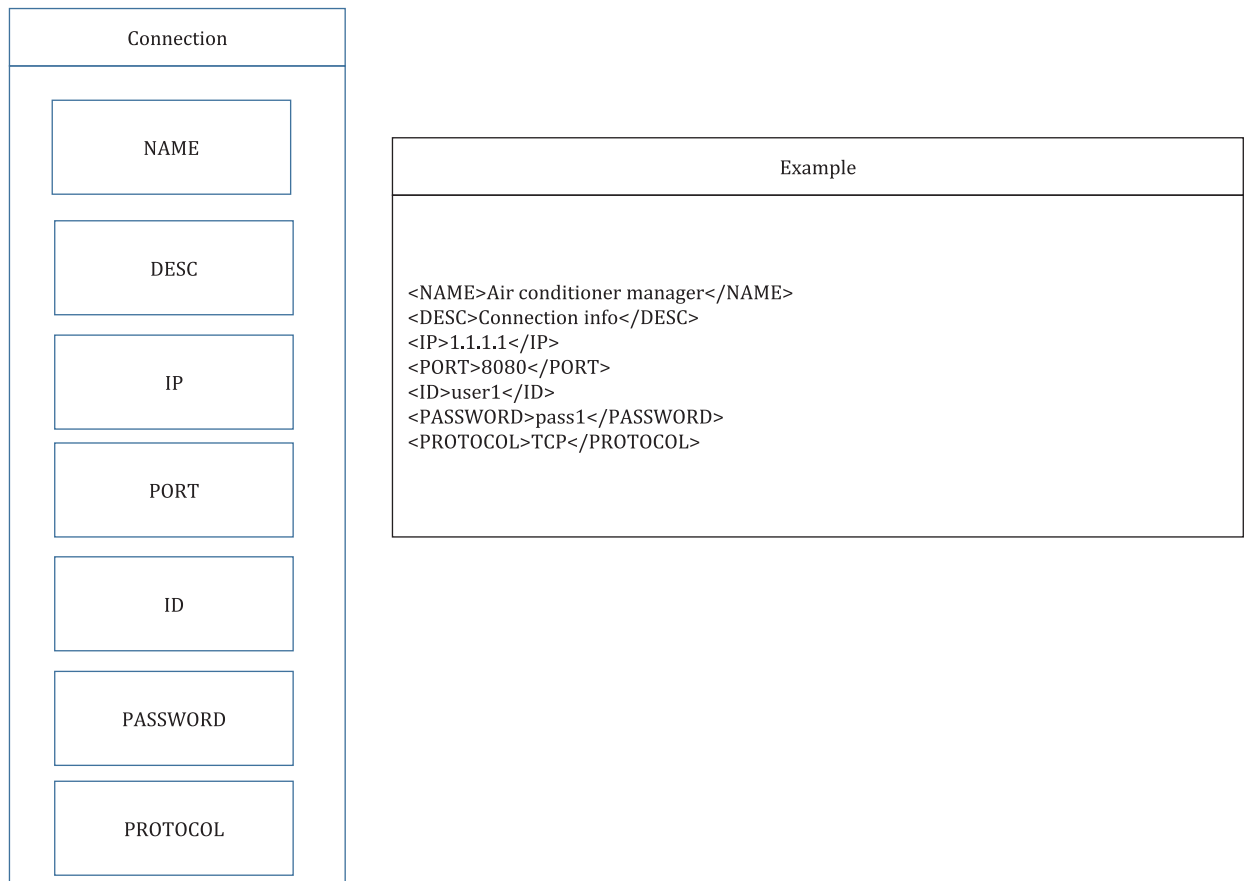 Connection
NAME
DESC
IP
PORT
ID
PASSWORD
PROTOCOL
Example
<NAME>Air conditioner manager</NAME>
<DESC>Connection info</DESC>
<IP>1.1.1.1</IP>
<PORT>8080</PORT>
<ID>user1</ID>
<PASSWORD>pass1</PASSWORD>
<PROTOCOL>TCP</PROTOCOL>